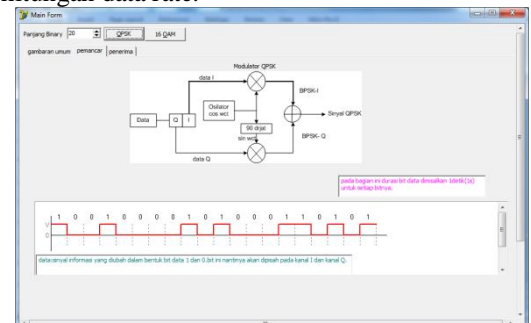 itungan data rate.
Main Form
Panjang Binary 20 QPSK 16 QAM
gambaran umum pemancar penerima
Modulator QPSK
data I
BPSK-I
Osilator
cos wct
Data Q I
Sinyal QPSK
90 drjat
sin wct
BPSK- Q
data Q
pada bagian ini durasi bit data dimisalkan 1detik(1s)
untuk setiap bitnya.
1 0 0 1 0 0 0 1 0 0 0 1 1 0 1 0 1
V
0
data:sinyal informasi yang diubah dalam bentuk bit data 1 dan 0.bit ini nantinya akan dipisah pada kanal I dan kanal Q.